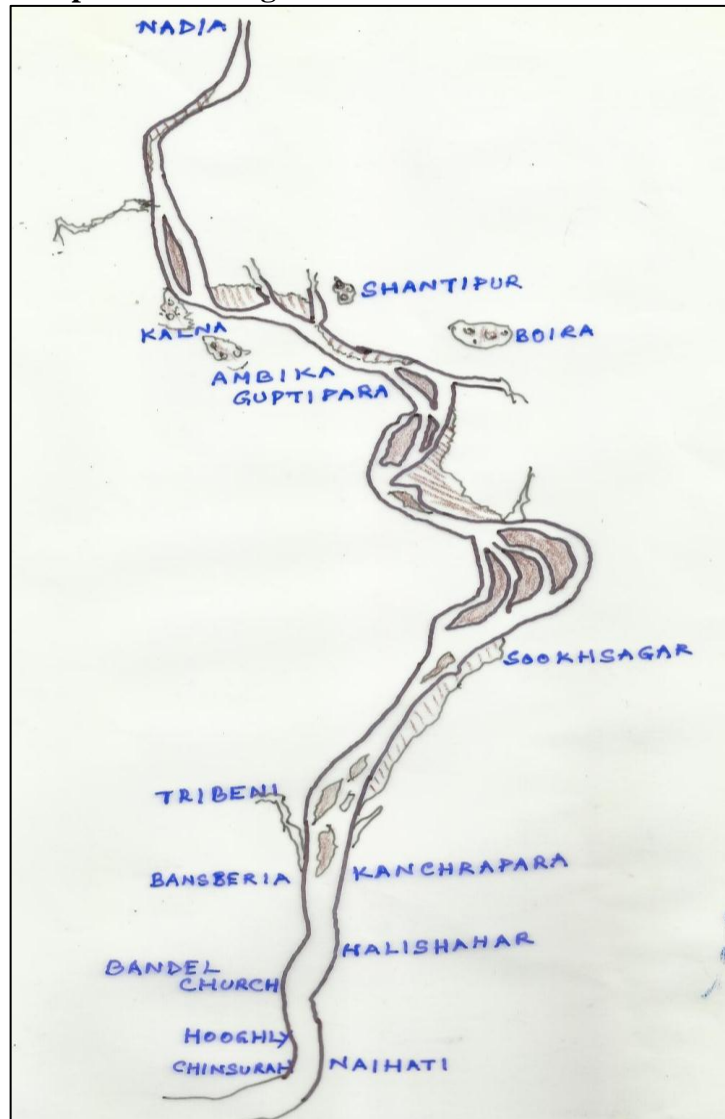 NADIA
SHANTIPUR
KALNA
BOIRA
AMBIKA
GUPTIPARA
SOOKHSAGAR
TRIBENI
BANSBERIA
KANCHRAPARA
HALISHAHAR
BANDEL
CHURCH
HOOGHLY
CHINSURAH
NAIHATI